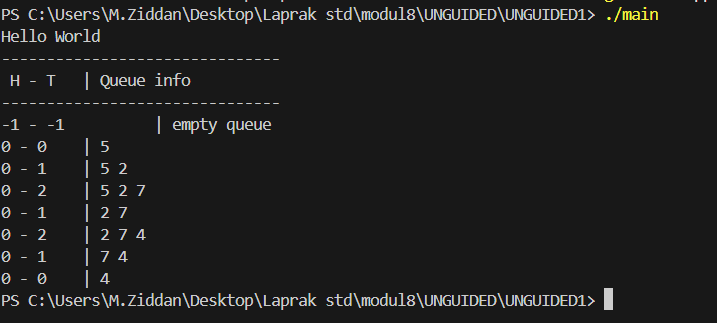 PS C:\Users\M.Ziddan\Desktop\Laprak std\modul8\UNGUIDED\UNGUIDED1> ./main
Hello World
-------------------------------
 H - T   | Queue info
-------------------------------
-1 - -1          | empty queue
0 - 0    | 5
0 - 1    | 5 2
0 - 2    | 5 2 7
0 - 1    | 2 7
0 - 2    | 2 7 4
0 - 1    | 7 4
0 - 0    | 4
PS C:\Users\M.Ziddan\Desktop\Laprak std\modul8\UNGUIDED\UNGUIDED1>